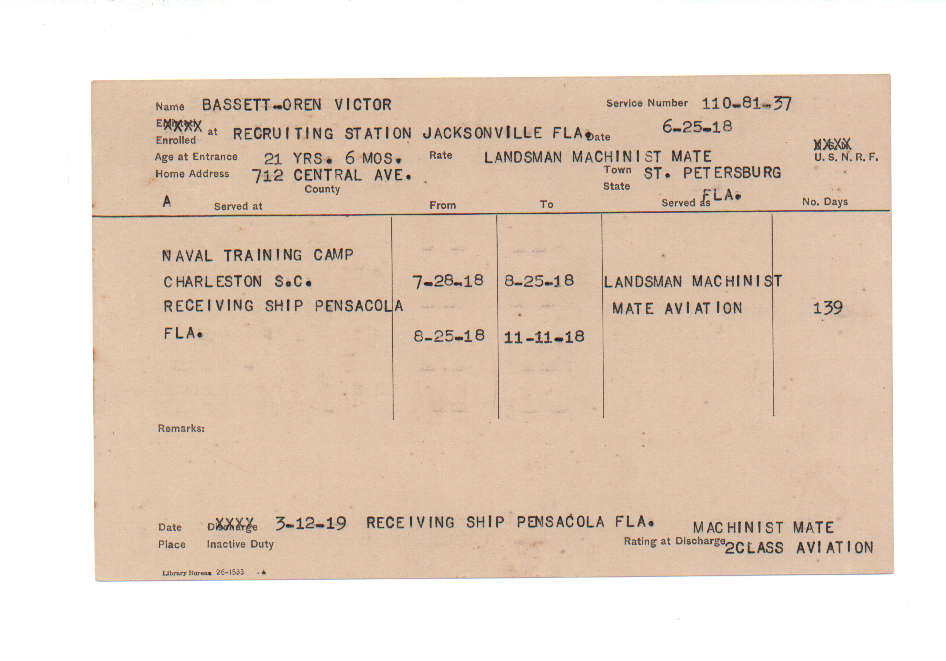 Name BASSETT-OREN VICTOR Service Number 110-81-37
Enrolled at RECRUITING STATION JACKSONVILLE FLA. Date 6-25-18
Age at Entrance 21 YRS. 6 MOS. Rate LANDSMAN MACHINIST MATE U. S. N. R. F.
Home Address 712 CENTRAL AVE. Town ST. PETERSBURG
County State FLA.
A Served at From To Served as No. Days
NAVAL TRAINING CAMP
CHARLESTON S.C. 7-28-18 8-25-18 LANDSMAN MACHINIST
RECEIVING SHIP PENSACOLA MATE AVIATION 139
FLA. 8-25-18 11-11-18
Remarks:
Date Discharge 3-12-19 RECEIVING SHIP PENSACOLA FLA. MACHINIST MATE
Place Inactive Duty Rating at Discharge 2CLASS AVIATION
Library Bureau 26-1533